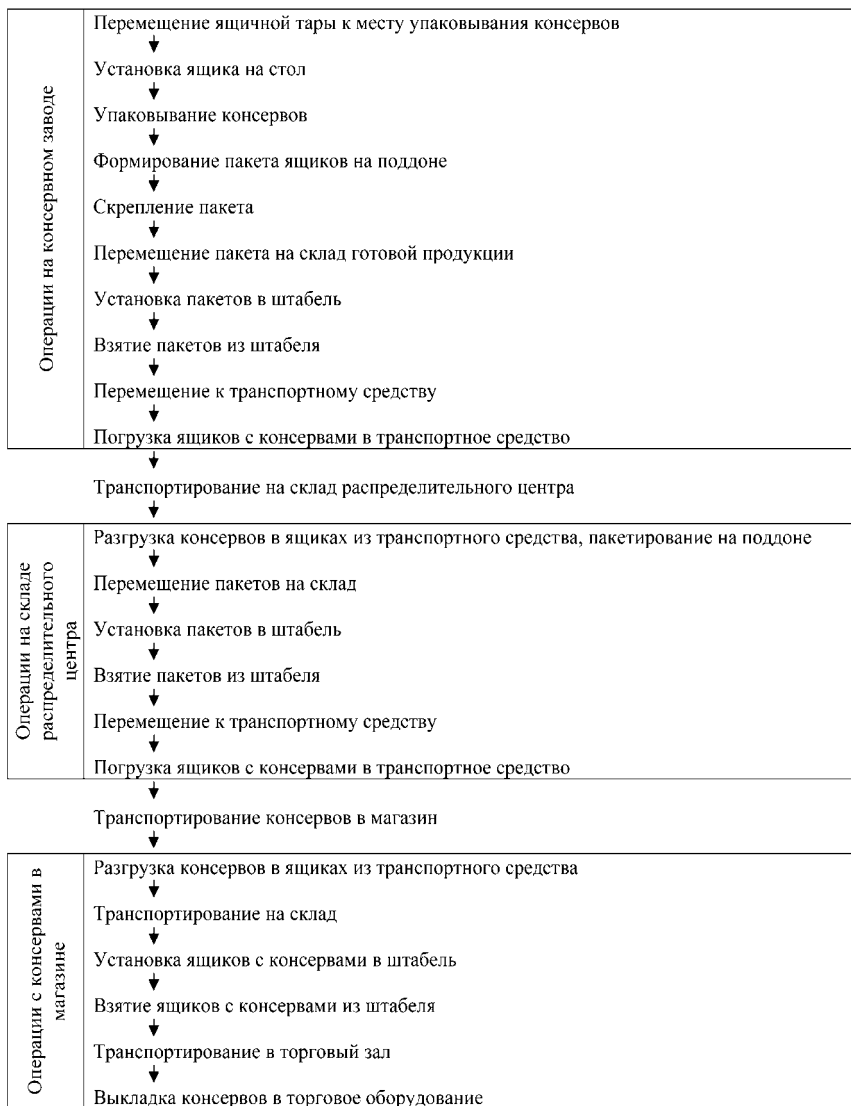 Операции на консервном заводе
Перемещение ящичной тары к месту упаковывания консервов
Установка ящика на стол
Упаковывание консервов
Формирование пакета ящиков на поддоне
Скрепление пакета
Перемещение пакета на склад готовой продукции
Установка пакетов в штабель
Взятие пакетов из штабеля
Перемещение к транспортному средству
Погрузка ящиков с консервами в транспортное средство
Транспортирование на склад распределительного центра
Операции на складе
распределительного
центра
Разгрузка консервов в ящиках из транспортного средства, пакетирование на поддоне
Перемещение пакетов на склад
Установка пакетов в штабель
Взятие пакетов из штабеля
Перемещение к транспортному средству
Погрузка ящиков с консервами в транспортное средство
Транспортирование консервов в магазин
Операции с консервами в
магазине
Разгрузка консервов в ящиках из транспортного средства
Транспортирование на склад
Установка ящиков с консервами в штабель
Взятие ящиков с консервами из штабеля
Транспортирование в торговый зал
Выкладка консервов в торговое оборудование